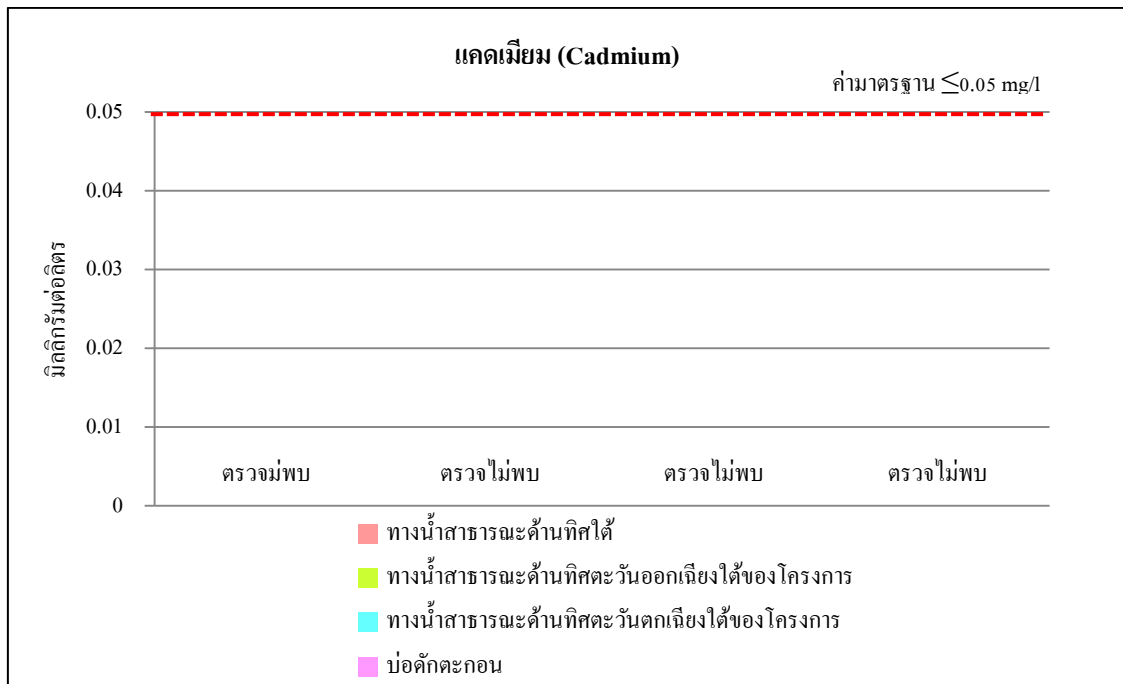 แคดเมียม (Cadmium)
ค่ามาตรฐาน ≤0.05 mg/l
มิลลิกรัมต่อลิตร
0.05
0.04
0.03
0.02
0.01
0
ตรวจม่พบ ตรวจไม่พบ ตรวจไม่พบ ตรวจไม่พบ
ทางน้ำสาธารณะด้านทิศใต้
ทางน้ำสาธารณะด้านทิศตะวันออกเฉียงใต้ของโครงการ
ทางน้ำสาธารณะด้านทิศตะวันตกเฉียงใต้ของโครงการ
บ่อดักตะกอน